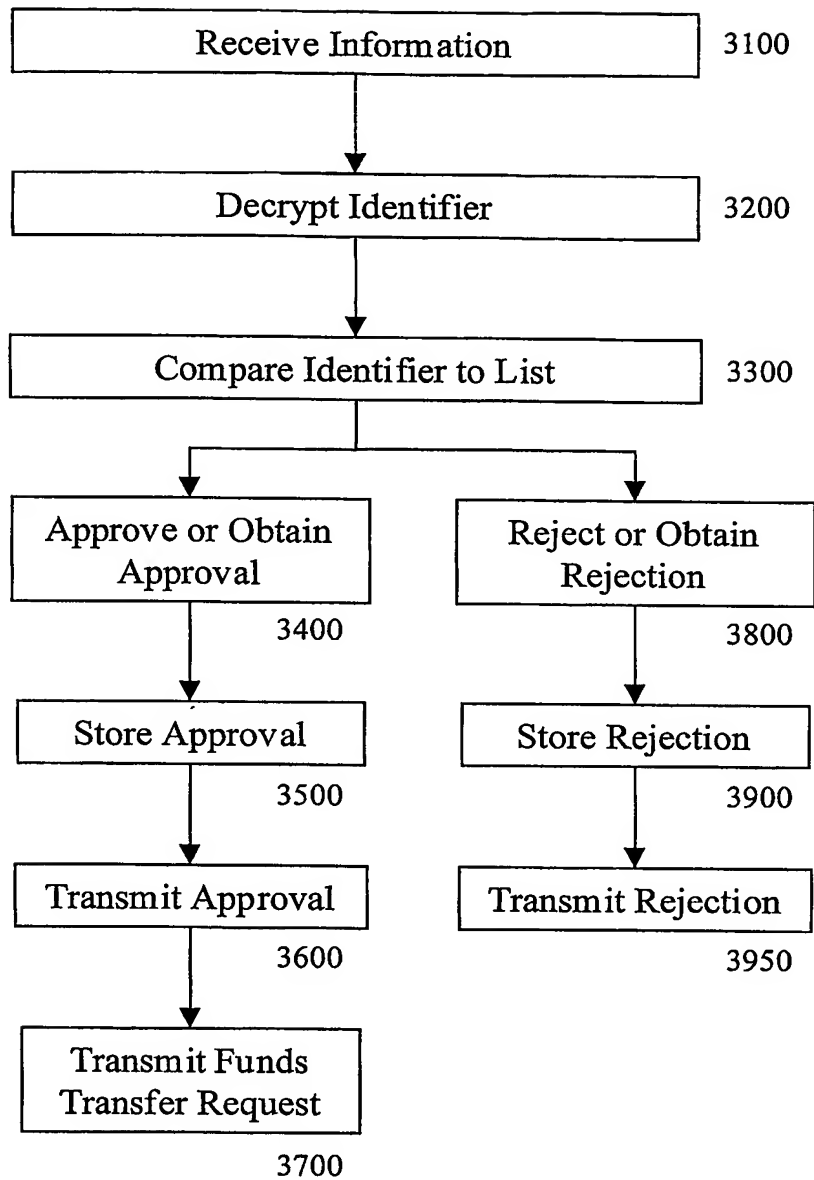 Receive Information 3100
Decrypt Identifier 3200
Compare Identifier to List 3300
Approve or Obtain
Approval
3400
Store Approval
3500
Transmit Approval
3600
Transmit Funds
Transfer Request
3700
Reject or Obtain
Rejection
3800
Store Rejection
3900
Transmit Rejection
3950